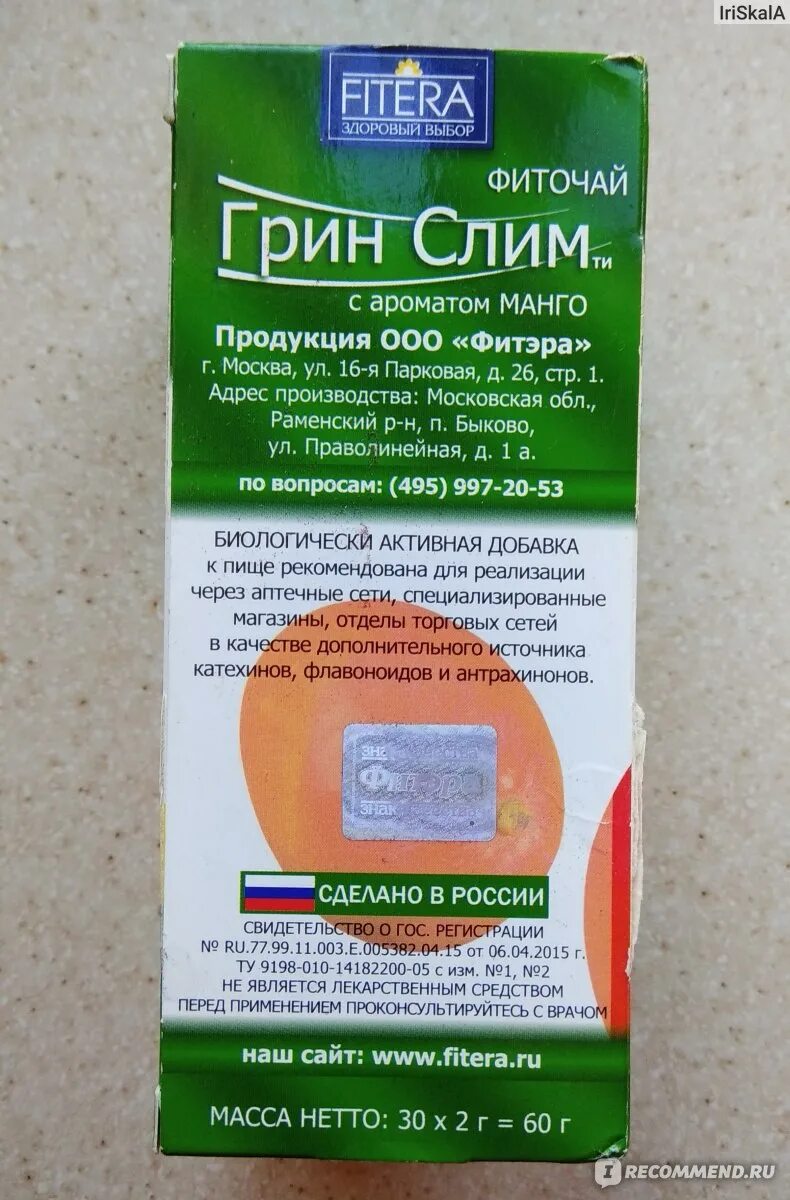 IriSkalA
FITERA
ЗДОРОВЫЙ ВЫБОР
ФИТОЧАЙ
Грин Слим ти
с ароматом МАНГО
Продукция ООО «Фитэра»
г. Москва, ул. 16-я Парковая, д. 26, стр. 1.
Адрес производства: Московская обл.,
Раменский р-н, п. Быково,
ул. Праволинейная, д. 1 а.
по вопросам: (495) 997-20-53
БИОЛОГИЧЕСКИ АКТИВНАЯ ДОБАВКА
к пище рекомендована для реализации
через аптечные сети, специализированные
магазины, отделы торговых сетей
в качестве дополнительного источника
катехинов, флавоноидов и антрахинонов.
Фитэра
СДЕЛАНО В РОССИИ
СВИДЕТЕЛЬСТВО О ГОС. РЕГИСТРАЦИИ
№ RU.77.99.11.003.E.005382.04.15 от 06.04.2015 г.
ТУ 9198-010-14182200-05 с изм. №1, №2
НЕ ЯВЛЯЕТСЯ ЛЕКАРСТВЕННЫМ СРЕДСТВОМ
ПЕРЕД ПРИМЕНЕНИЕМ ПРОКОНСУЛЬТИРУЙТЕСЬ С ВРАЧОМ
наш сайт: www.fitera.ru
МАССА НЕТТО: 30 х 2 г = 60 г
I RECOMMEND.RU